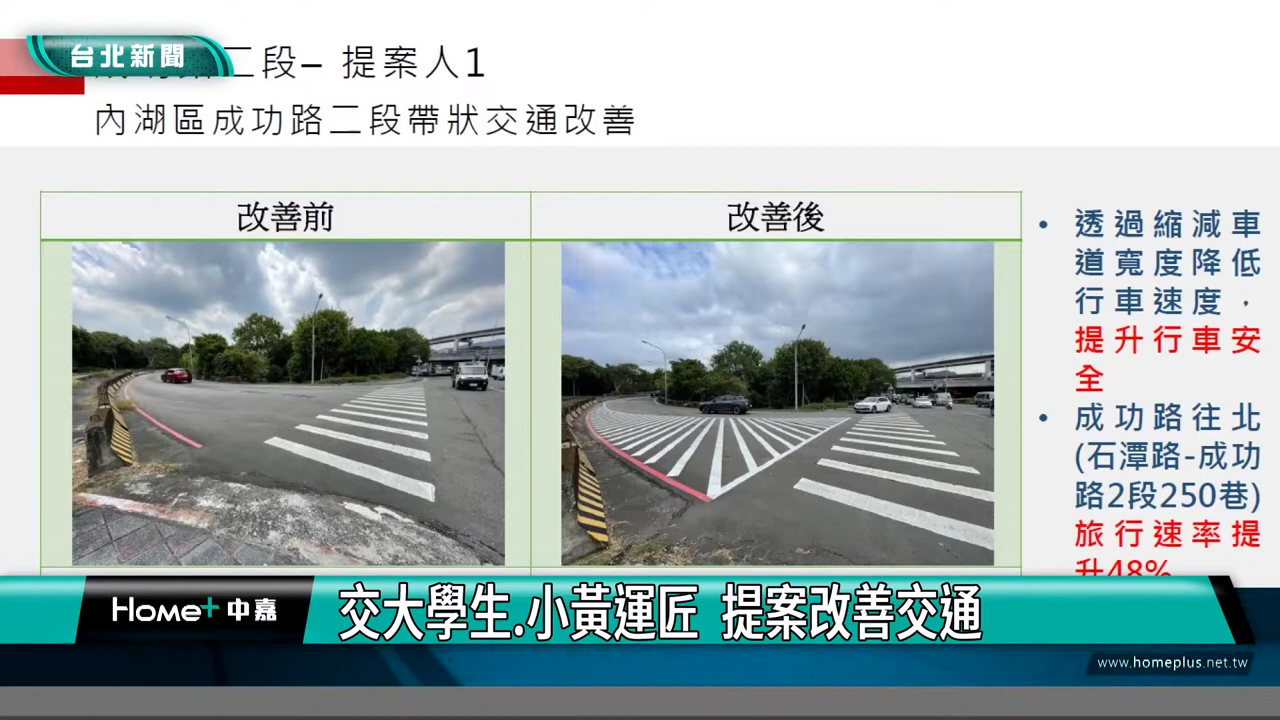 台北新聞
二段– 提案人1
內湖區成功路二段帶狀交通改善
改善前
改善後
• 透過縮減車
道寬度降低
行車速度，
提升行車安
全
• 成功路往北
(石潭路-成功
路2段250巷)
旅行速率提
升48%
Home+ 中嘉
交大學生.小黃運匠 提案改善交通
www.homeplus.net.tw